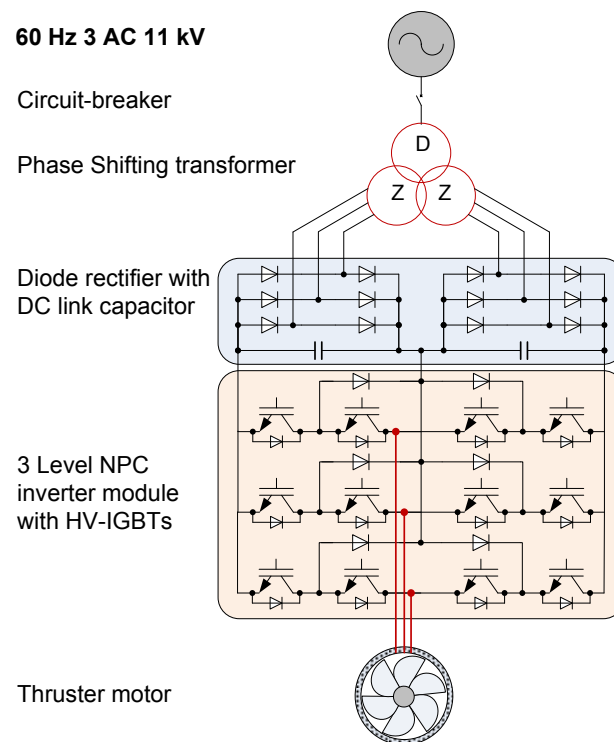 60 Hz 3 AC 11 kV
Circuit-breaker
D
Phase Shifting transformer
Z Z
Diode rectifier with
DC link capacitor
3 Level NPC
inverter module
with HV-IGBTs
Thruster motor